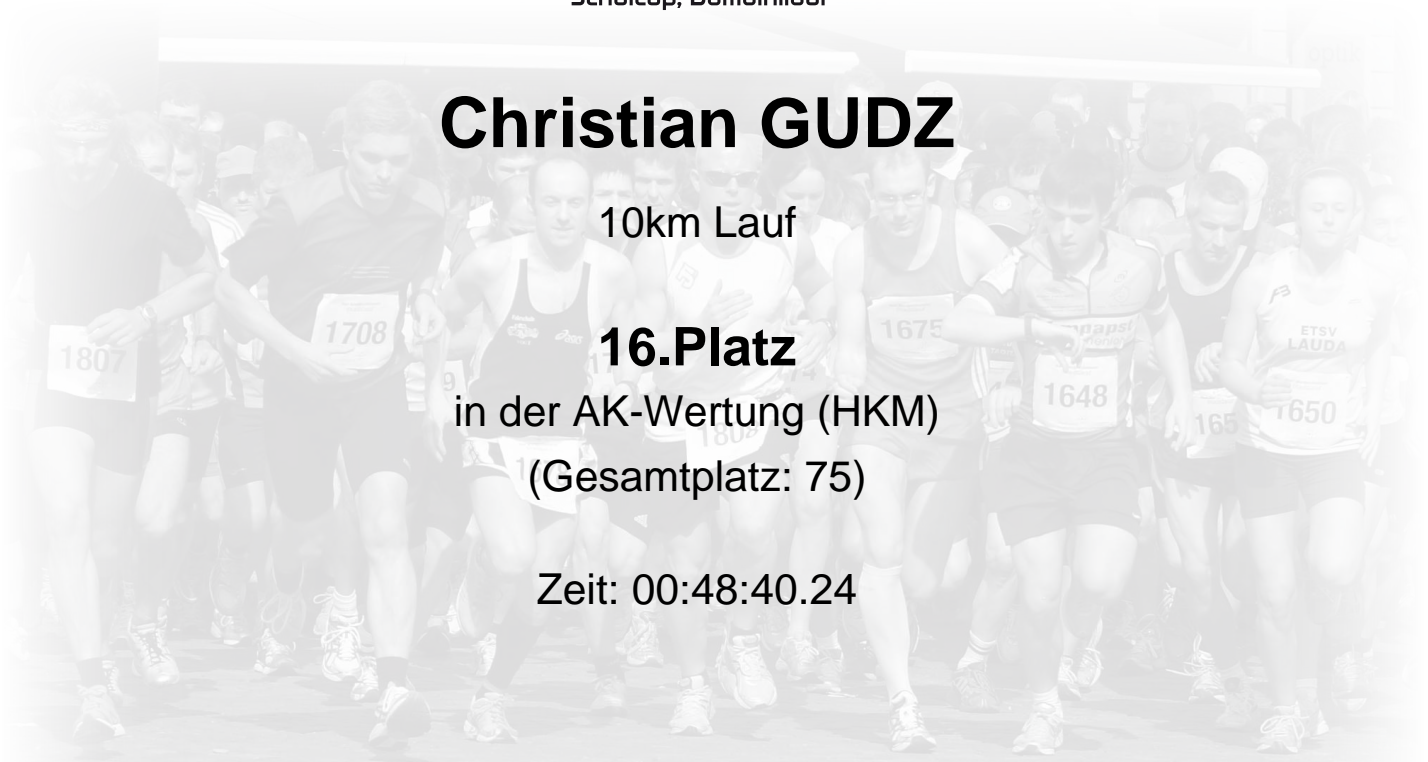 Christian GUDZ
10km Lauf
16.Platz
in der AK-Wertung (HKM)
(Gesamtplatz: 75)
Zeit: 00:48:40.24
1807
1708
1675
1648
1650
165
ETSV
LAUDA